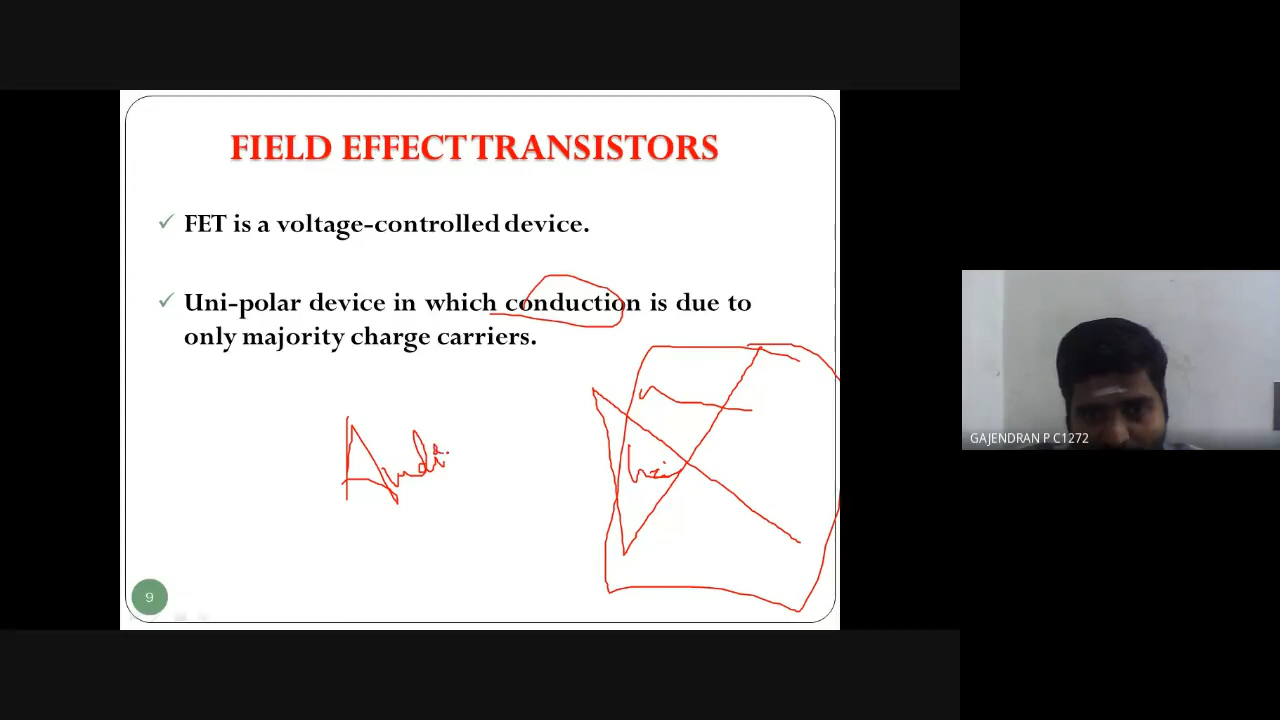 FIELD EFFECT TRANSISTORS
✓ FET is a voltage-controlled device.
✓ Uni-polar device in which conduction is due to
only majority charge carriers.
hai
9
GAJENDRAN P C1272